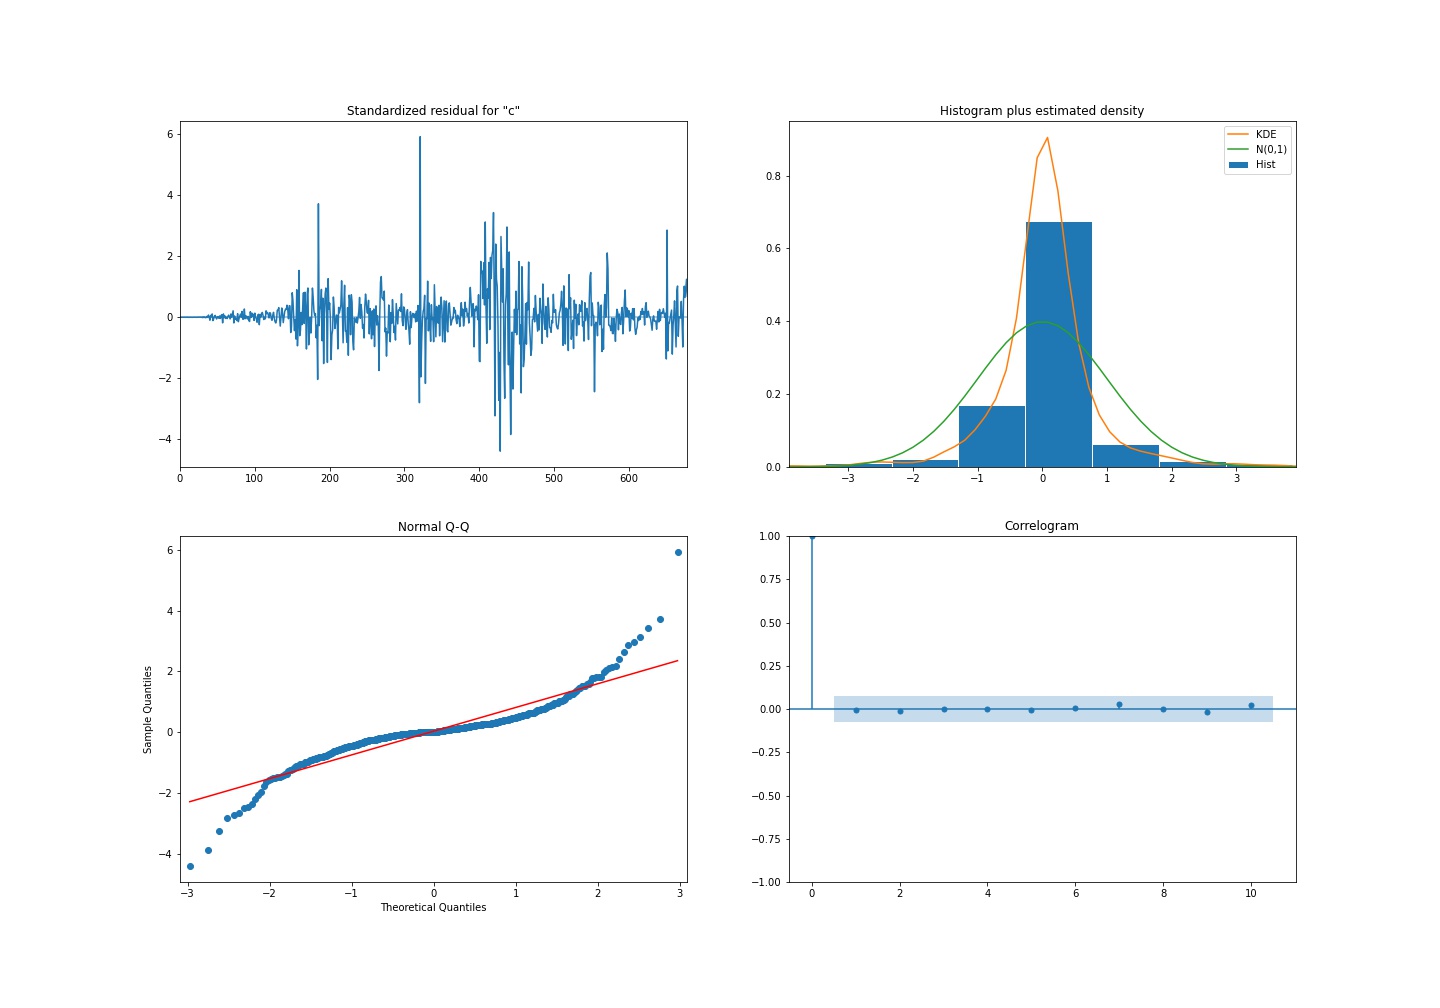 Standardized residual for "c"
6
4
2
0
−2
−4
0 100 200 300 400 500 600
Histogram plus estimated density
KDE
N(0,1)
Hist
0.8
0.6
0.4
0.2
0.0
−3 −2 −1 0 1 2 3
Normal Q-Q
Sample Quantiles
6
4
2
0
−2
−4
−3 −2 −1 0 1 2 3
Theoretical Quantiles
Correlogram
1.00
0.75
0.50
0.25
0.00
−0.25
−0.50
−0.75
−1.00
0 2 4 6 8 10